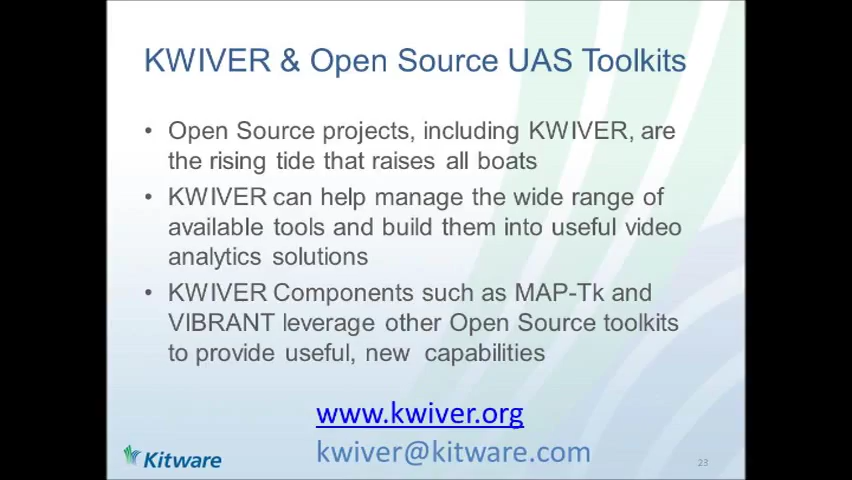 KWIVER & Open Source UAS Toolkits
• Open Source projects, including KWIVER, are
the rising tide that raises all boats
• KWIVER can help manage the wide range of
available tools and build them into useful video
analytics solutions
• KWIVER Components such as MAP-Tk and
VIBRANT leverage other Open Source toolkits
to provide useful, new capabilities
www.kwiver.org
kwiver@kitware.com
Kitware
23